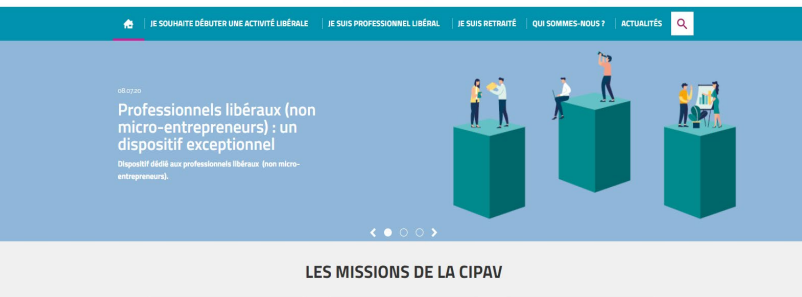 JE SOUHAITE DÉBUTER UNE ACTIVITÉ LIBÉRALE JE SUIS PROFESSIONNEL LIBÉRAL JE SUIS RETRAITÉ QUI SOMMES-NOUS ? ACTUALITÉS
08.07.20
Professionnels libéraux (non
micro-entrepreneurs) : un
dispositif exceptionnel
Dispositif dédié aux professionnels libéraux (non micro-
entrepreneurs).
LES MISSIONS DE LA CIPAV